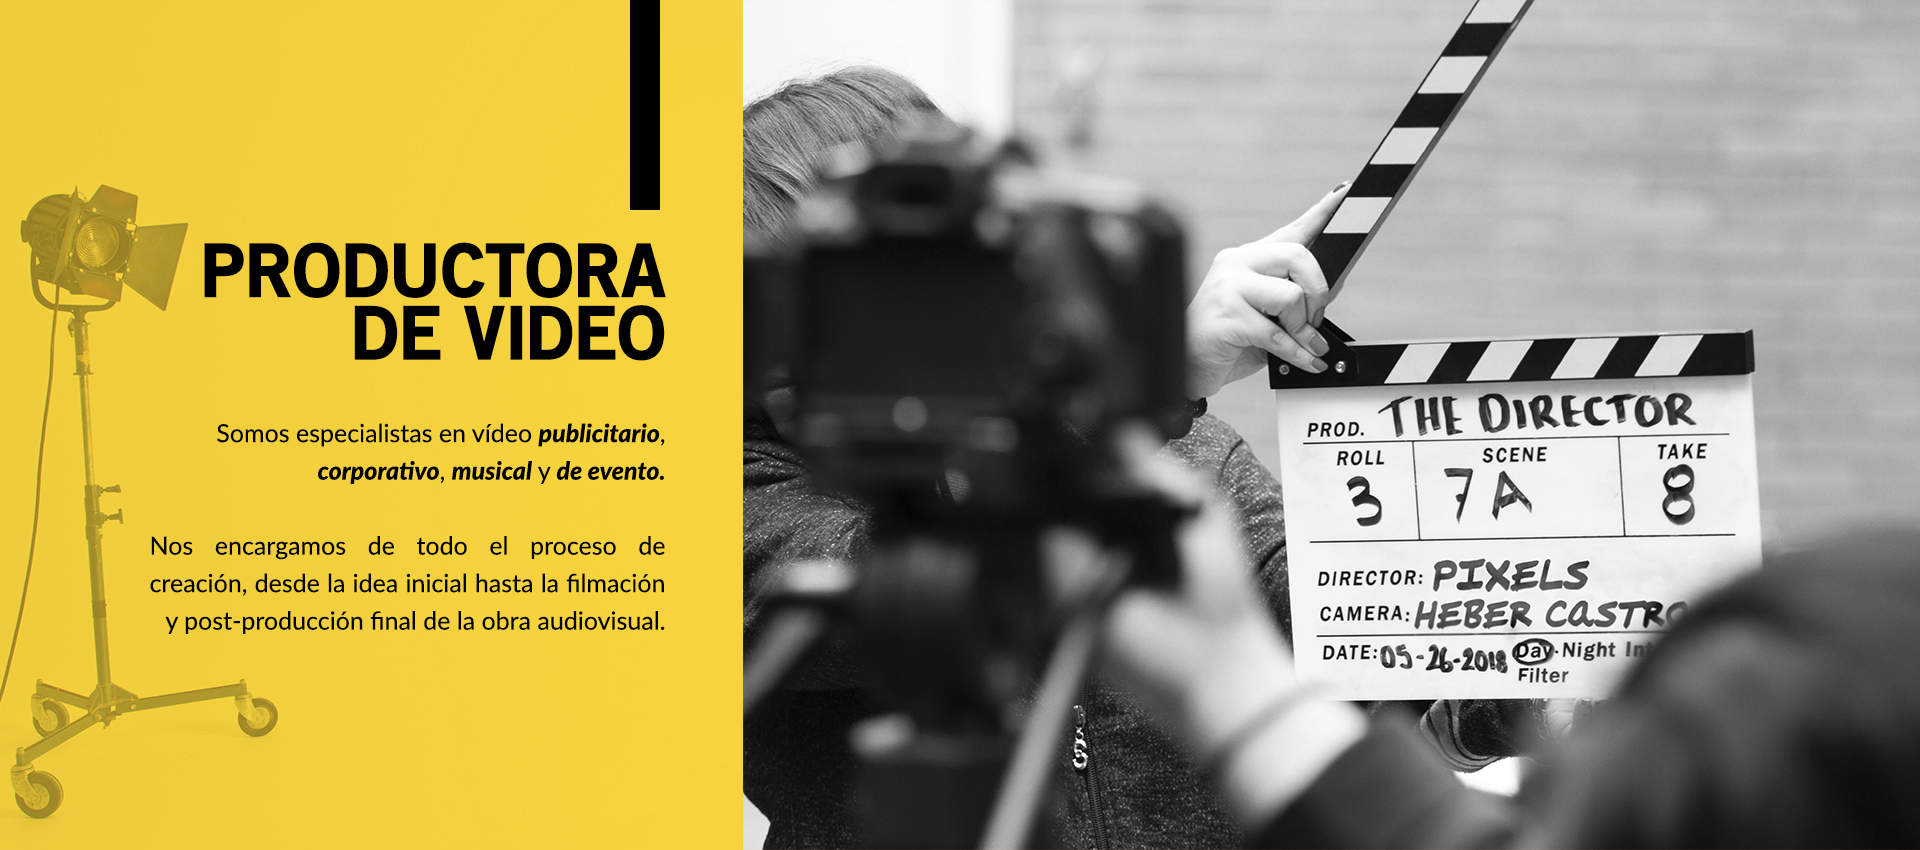 PRODUCTORA
DE VIDEO
Somos especialistas en vídeo publicitario,
corporativo, musical y de evento.
Nos encargamos de todo el proceso de
creación, desde la idea inicial hasta la filmación
y post-producción final de la obra audiovisual.
PROD. THE DIRECTOR
ROLL SCENE TAKE
3 7A 8
DIRECTOR: PIXELS
CAMERA: HEBER CASTRO
DATE: 05-26-2018 Day·Night
Filter